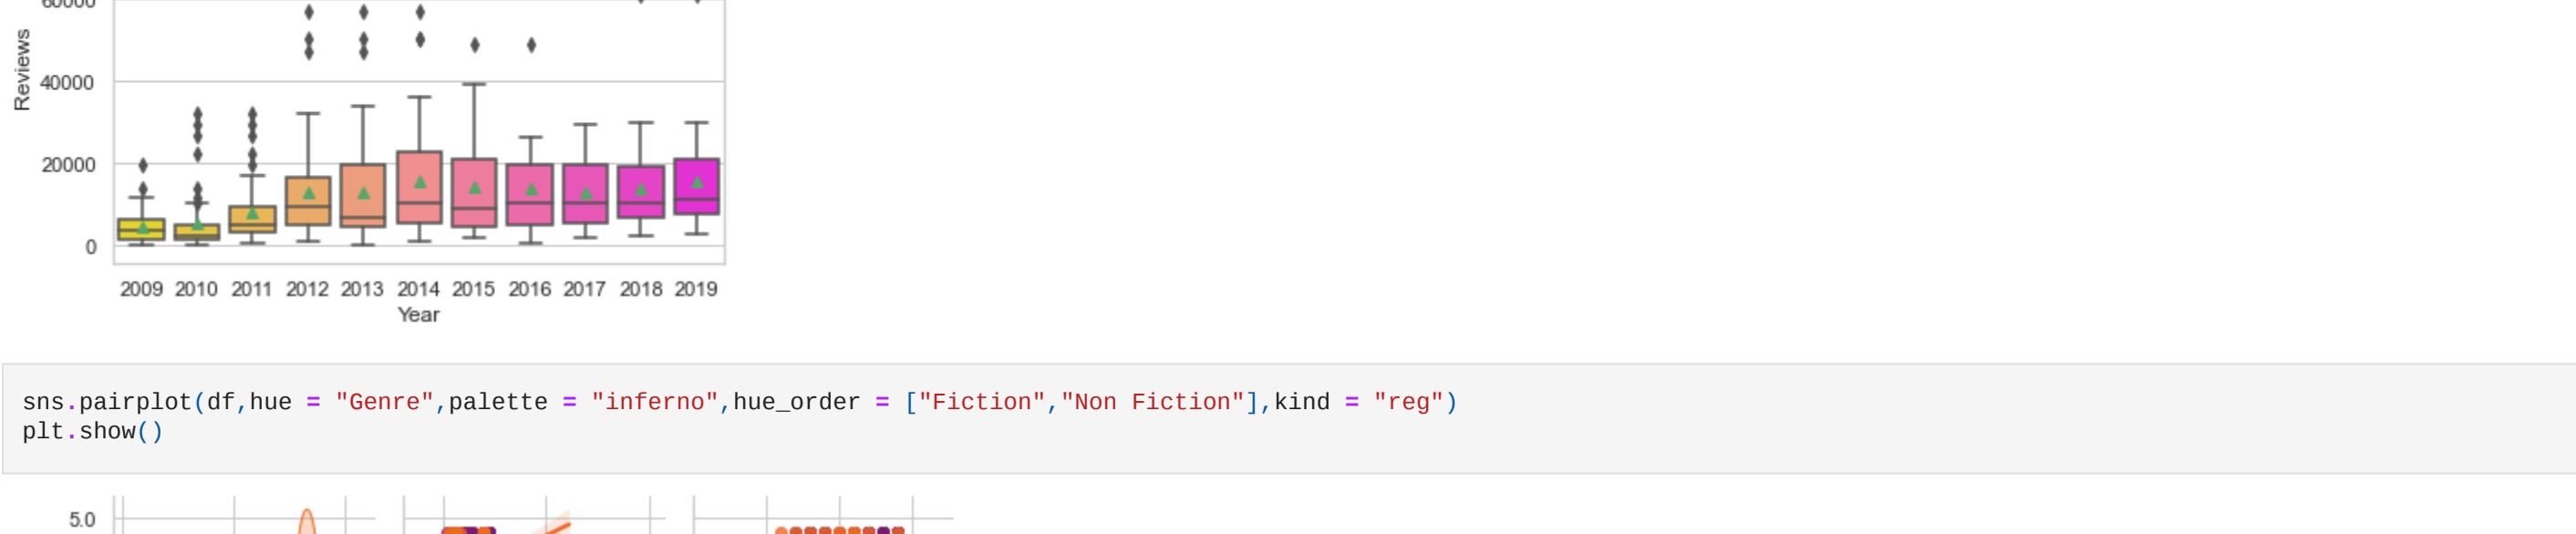 60000
Reviews
40000
20000
0
2009 2010 2011 2012 2013 2014 2015 2016 2017 2018 2019
Year
sns.pairplot(df,hue = "Genre",palette = "inferno",hue_order = ["Fiction","Non Fiction"],kind = "reg")
plt.show()
5.0